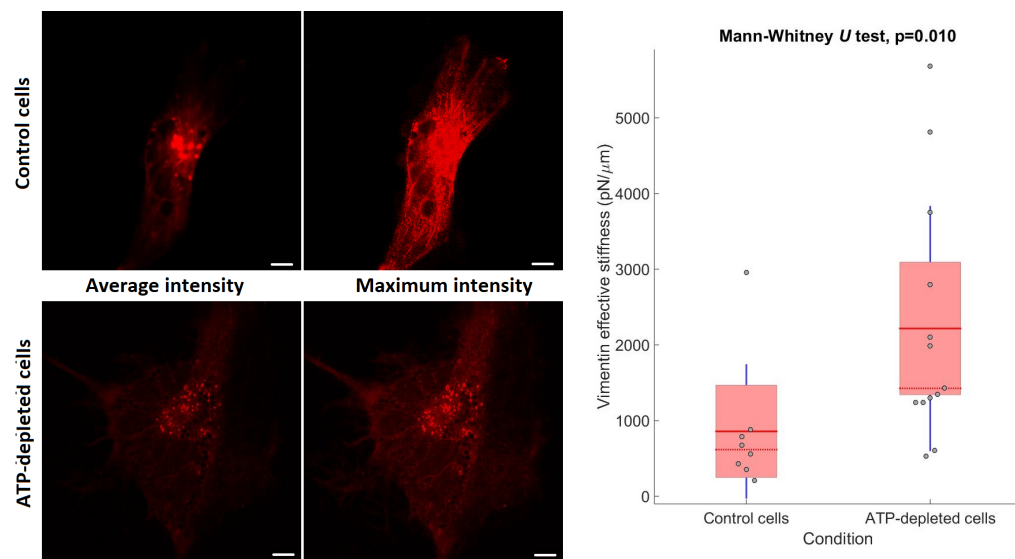 Control cells
Average intensity
Maximum intensity
ATP-depleted cells
Mann-Whitney U test, p=0.010
Vimentin effective stiffness (pN/μm)
5000
4000
3000
2000
1000
0
Control cells
ATP-depleted cells
Condition